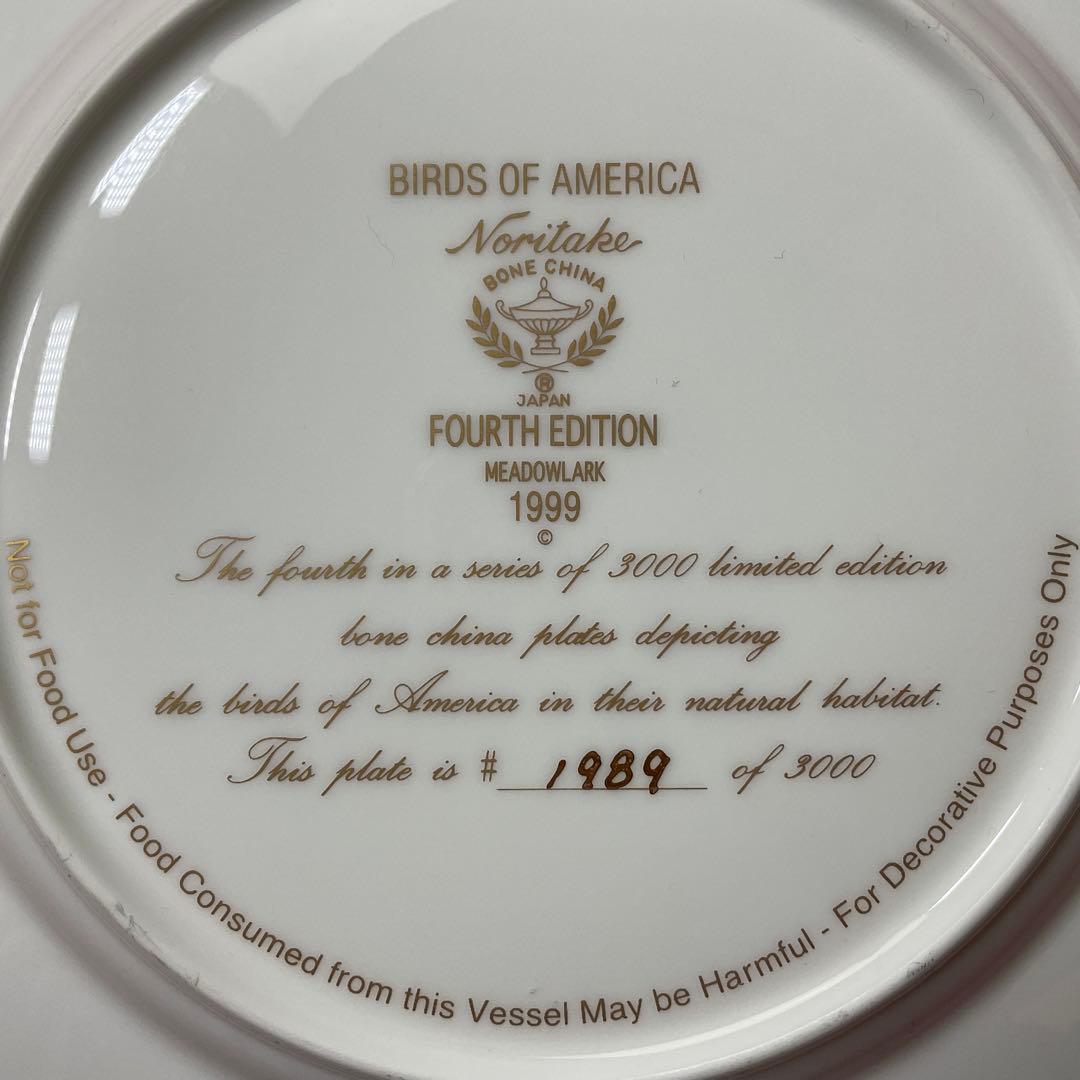 BIRDS OF AMERICA
Noritake
BONE CHINA
®
JAPAN
FOURTH EDITION
MEADOWLARK
1999
©
The fourth in a series of 3000 limited edition
bone china plates depicting
the birds of America in their natural habitat.
This plate is # 1989 of 3000
Not for Food Use - Food Consumed from this Vessel May be Harmful - For Decorative Purposes Only